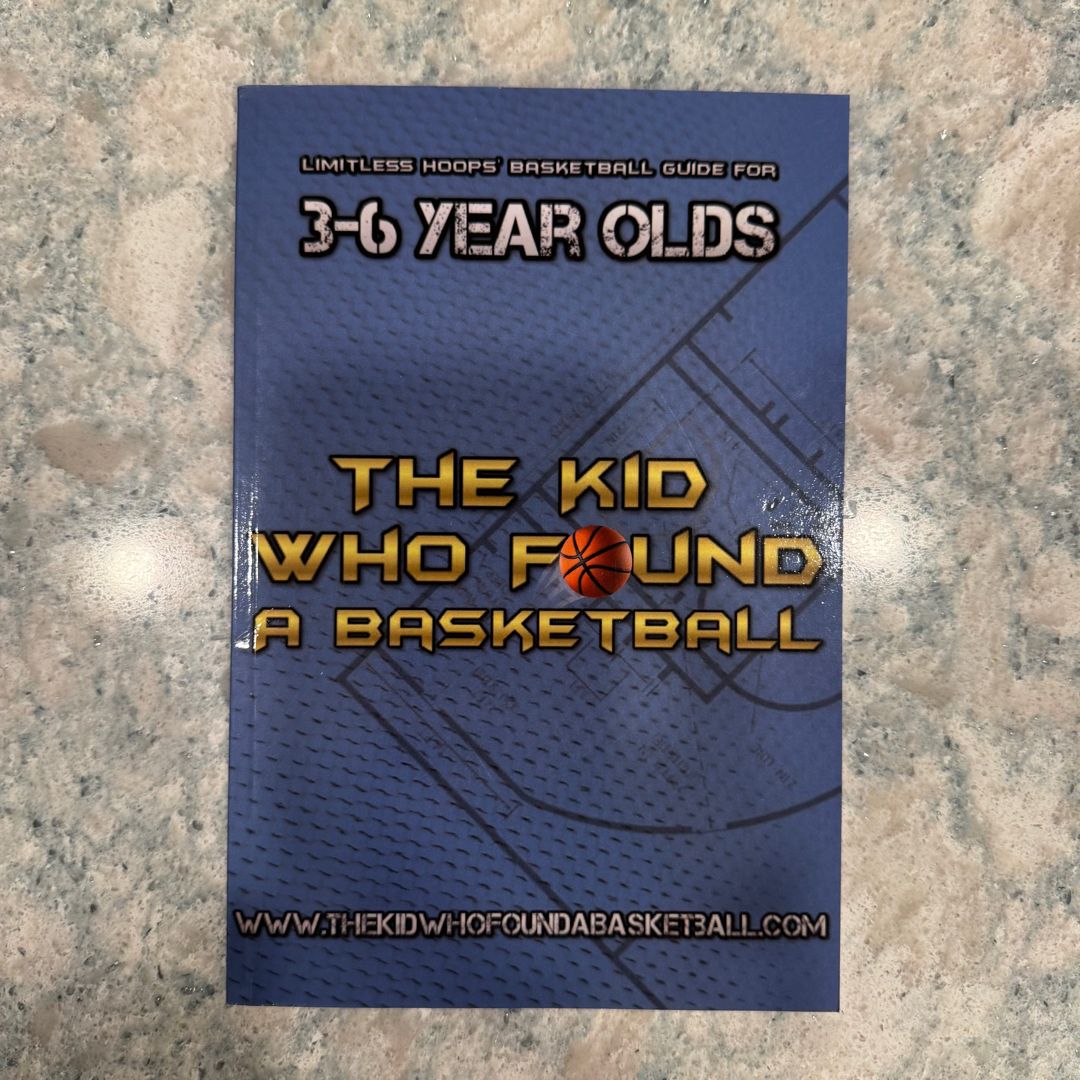 LIMITLESS HOOPS' BASKETBALL GUIDE FOR
3-6 YEAR OLDS
THE KID
WHO FOUND
A BASKETBALL
WWW.THEKIDWHOFOUNDABASKETBALL.COM